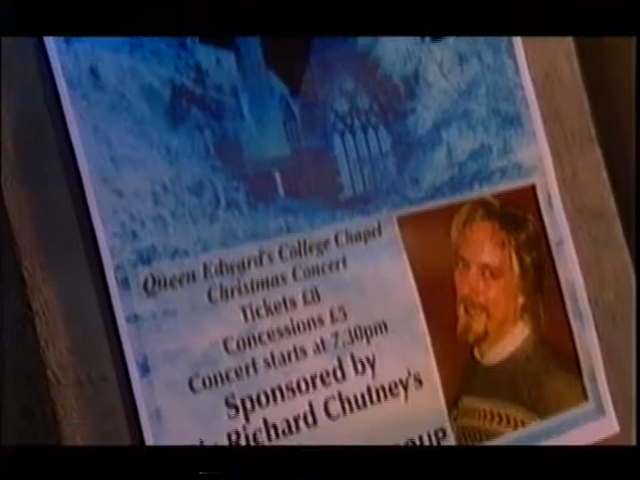 Queen Edward's College Chapel
Christmas Concert
Tickets £8
Concessions £5
Concert starts at 7.30pm
Sponsored by
Richard Chutney's